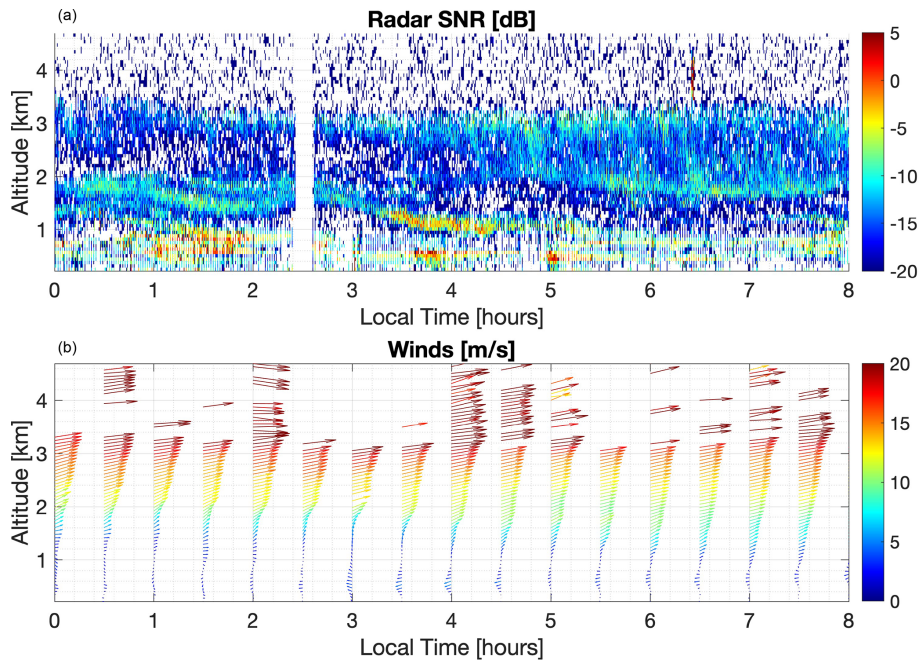 (a)
Radar SNR [dB]
Altitude [km]
4
3
2
1
0 1 2 3 4 5 6 7 8
Local Time [hours]
5
0
-5
-10
-15
-20
(b)
Winds [m/s]
Altitude [km]
4
3
2
1
0 1 2 3 4 5 6 7 8
Local Time [hours]
20
15
10
5
0